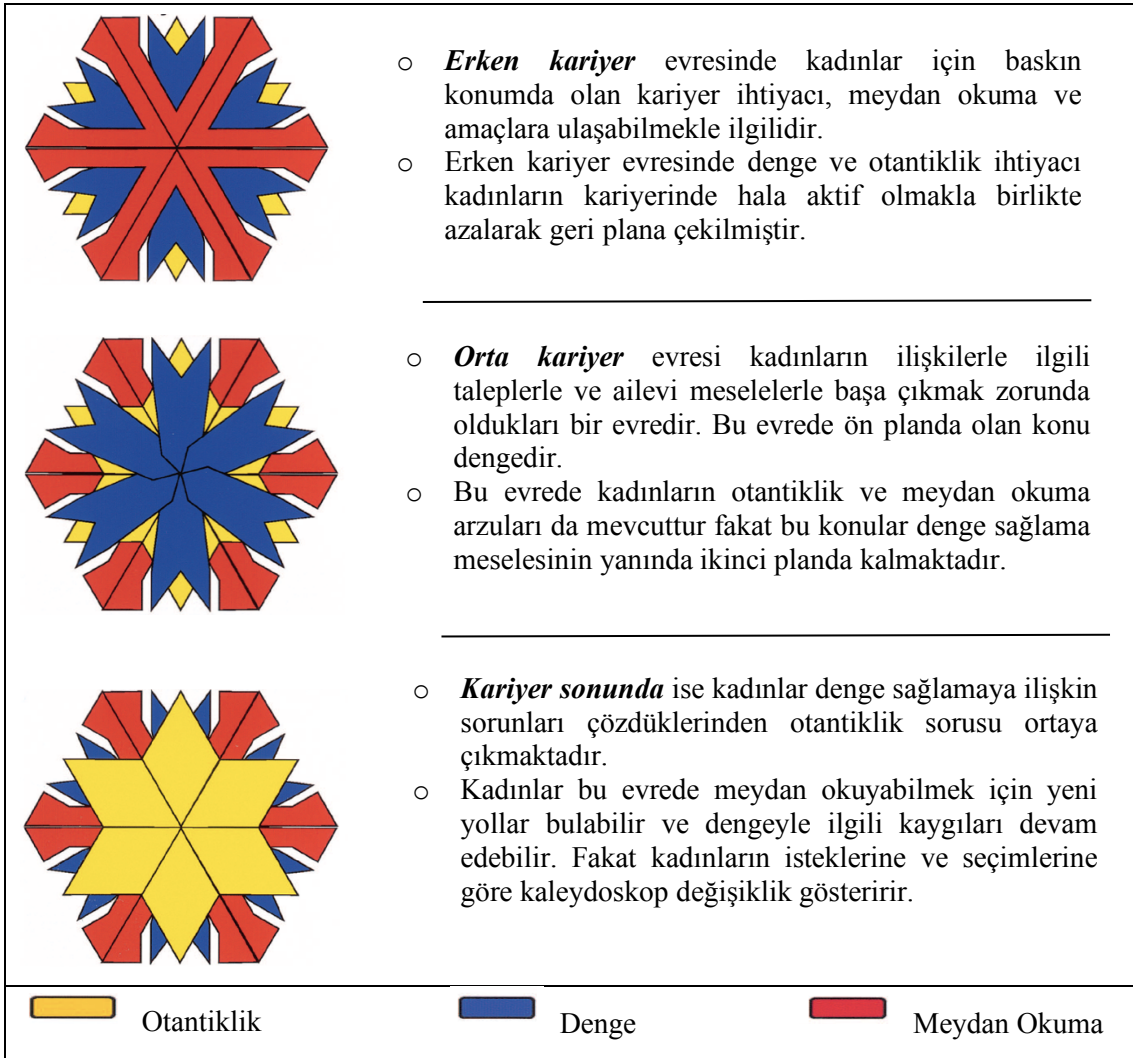 o Erken kariyer evresinde kadınlar için baskın
konumda olan kariyer ihtiyacı, meydan okuma ve
amaçlara ulaşabilmekle ilgilidir.
o Erken kariyer evresinde denge ve otantiklik ihtiyacı
kadınların kariyerinde hala aktif olmakla birlikte
azalarak geri plana çekilmiştir.
o Orta kariyer evresi kadınların ilişkilerle ilgili
taleplerle ve ailevi meselelerle başa çıkmak zorunda
oldukları bir evredir. Bu evrede ön planda olan konu
dengedir.
o Bu evrede kadınların otantiklik ve meydan okuma
arzuları da mevcuttur fakat bu konular denge sağlama
meselesinin yanında ikinci planda kalmaktadır.
o Kariyer sonunda ise kadınlar denge sağlamaya ilişkin
sorunları çözdüklerinden otantiklik sorusu ortaya
çıkmaktadır.
o Kadınlar bu evrede meydan okuyabilmek için yeni
yollar bulabilir ve dengeyle ilgili kaygıları devam
edebilir. Fakat kadınların isteklerine ve seçimlerine
göre kaleydoskop değişiklik gösteririr.
Otantiklik Denge Meydan Okuma